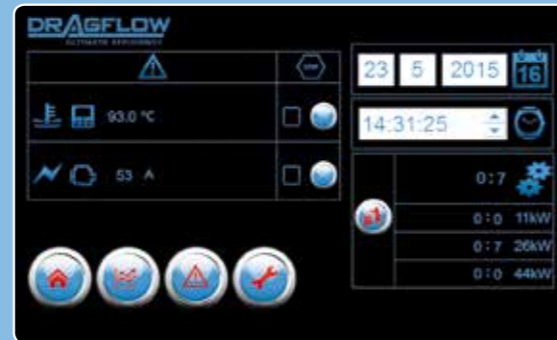 DRAGFLOW
ULTIMATE EFFICIENCY
STOP
93.0 °C
53 A
23 5 2015 16
14:31:25
0:7
0:0 11kW
0:7 26kW
0:0 44kW